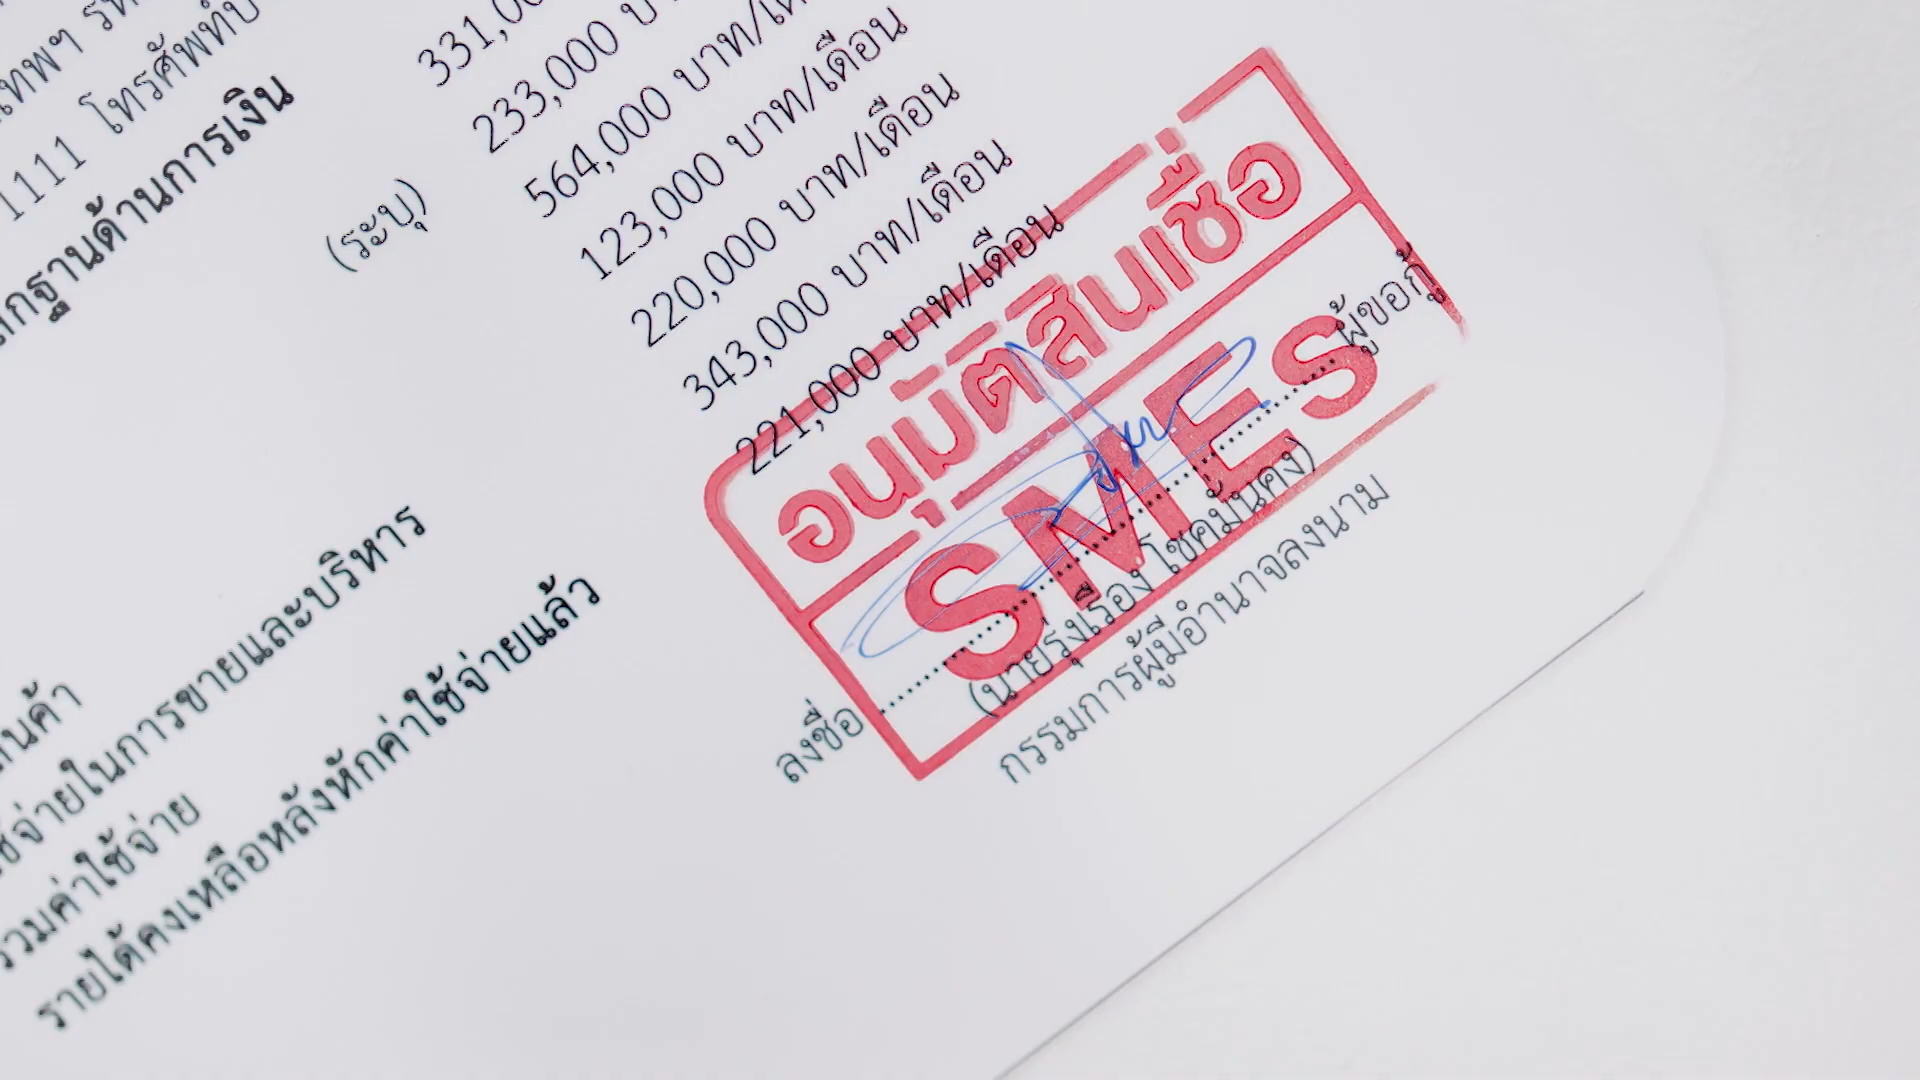 1111 โทรศัพท์
ด้านการเงิน
(ระบุ)
331,0
233,000
564,000 บาท/เดือน
123,000 บาท/เดือน
220,000 บาท/เดือน
343,000 บาท/เดือน
221,000 บาท/เดือน
อนุมัติสินเชื่อ
SMEs
ลงชื่อ ผู้ขอกู้
(นายรุ่งเรือง โชคมั่นคง)
กรรมการผู้มีอำนาจลงนาม
จ่ายในการขายและบริหาร
รวมค่าใช้จ่าย
รายได้คงเหลือหลังหักค่าใช้จ่ายแล้ว